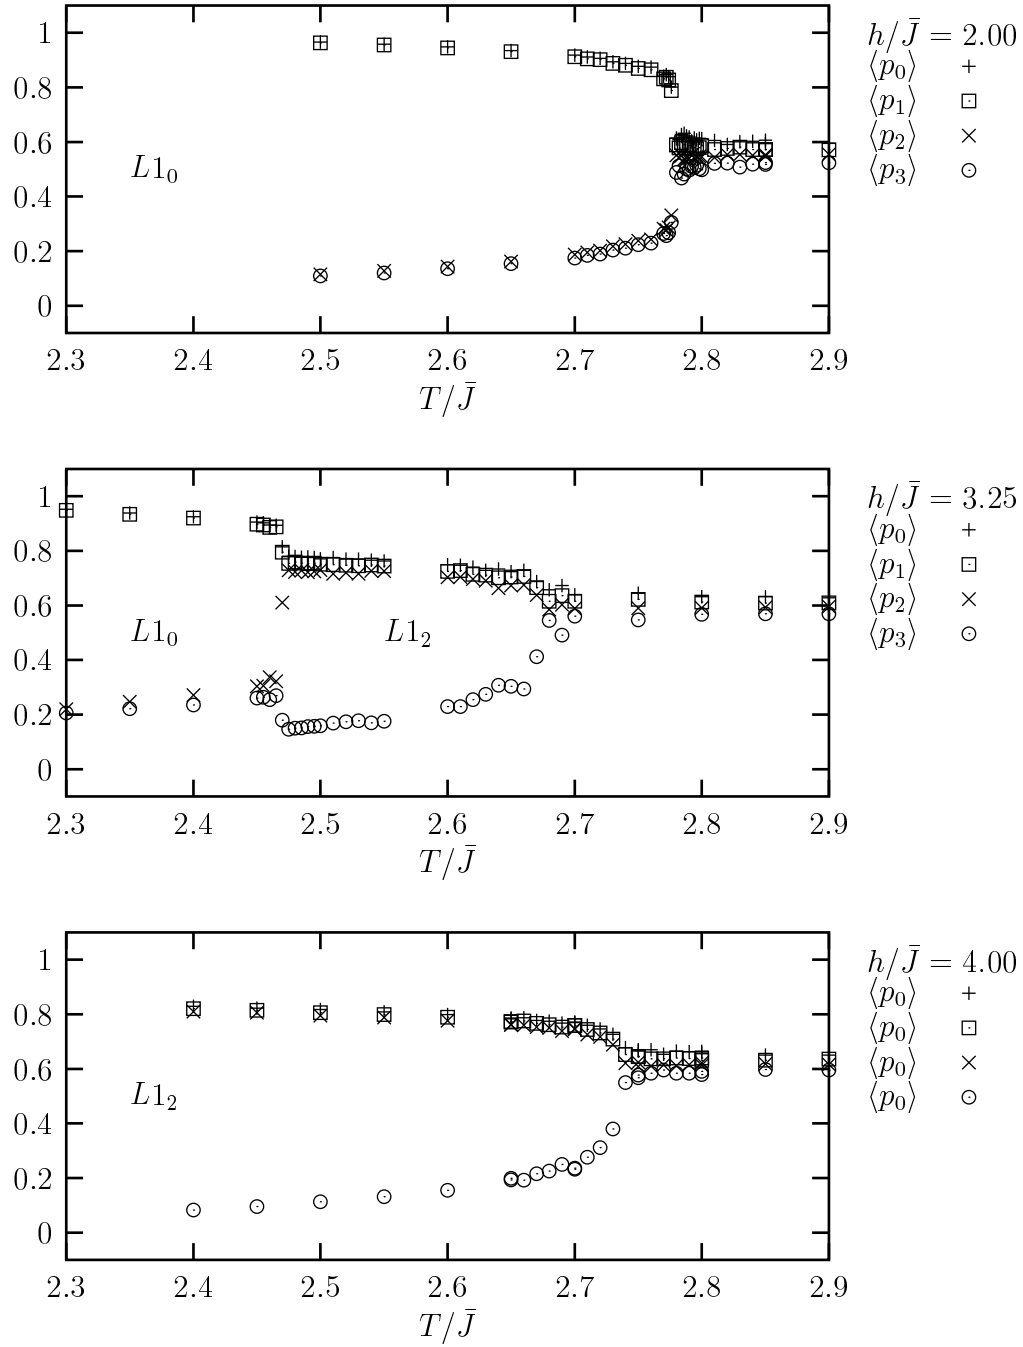 1
h/J̄ = 2.00
⟨p₀⟩ +
0.8
⟨p₁⟩ ⊡
0.6
⟨p₂⟩ ×
L1₀
⟨p₃⟩ ⊙
0.4
0.2
0
2.3 2.4 2.5 2.6 2.7 2.8 2.9
T/J̄
1
h/J̄ = 3.25
⟨p₀⟩ +
0.8
⟨p₁⟩ ⊡
0.6
⟨p₂⟩ ×
L1₀ L1₂
⟨p₃⟩ ⊙
0.4
0.2
0
2.3 2.4 2.5 2.6 2.7 2.8 2.9
T/J̄
1
h/J̄ = 4.00
⟨p₀⟩ +
0.8
⟨p₀⟩ ⊡
0.6
⟨p₀⟩ ×
L1₂
⟨p₀⟩ ⊙
0.4
0.2
0
2.3 2.4 2.5 2.6 2.7 2.8 2.9
T/J̄